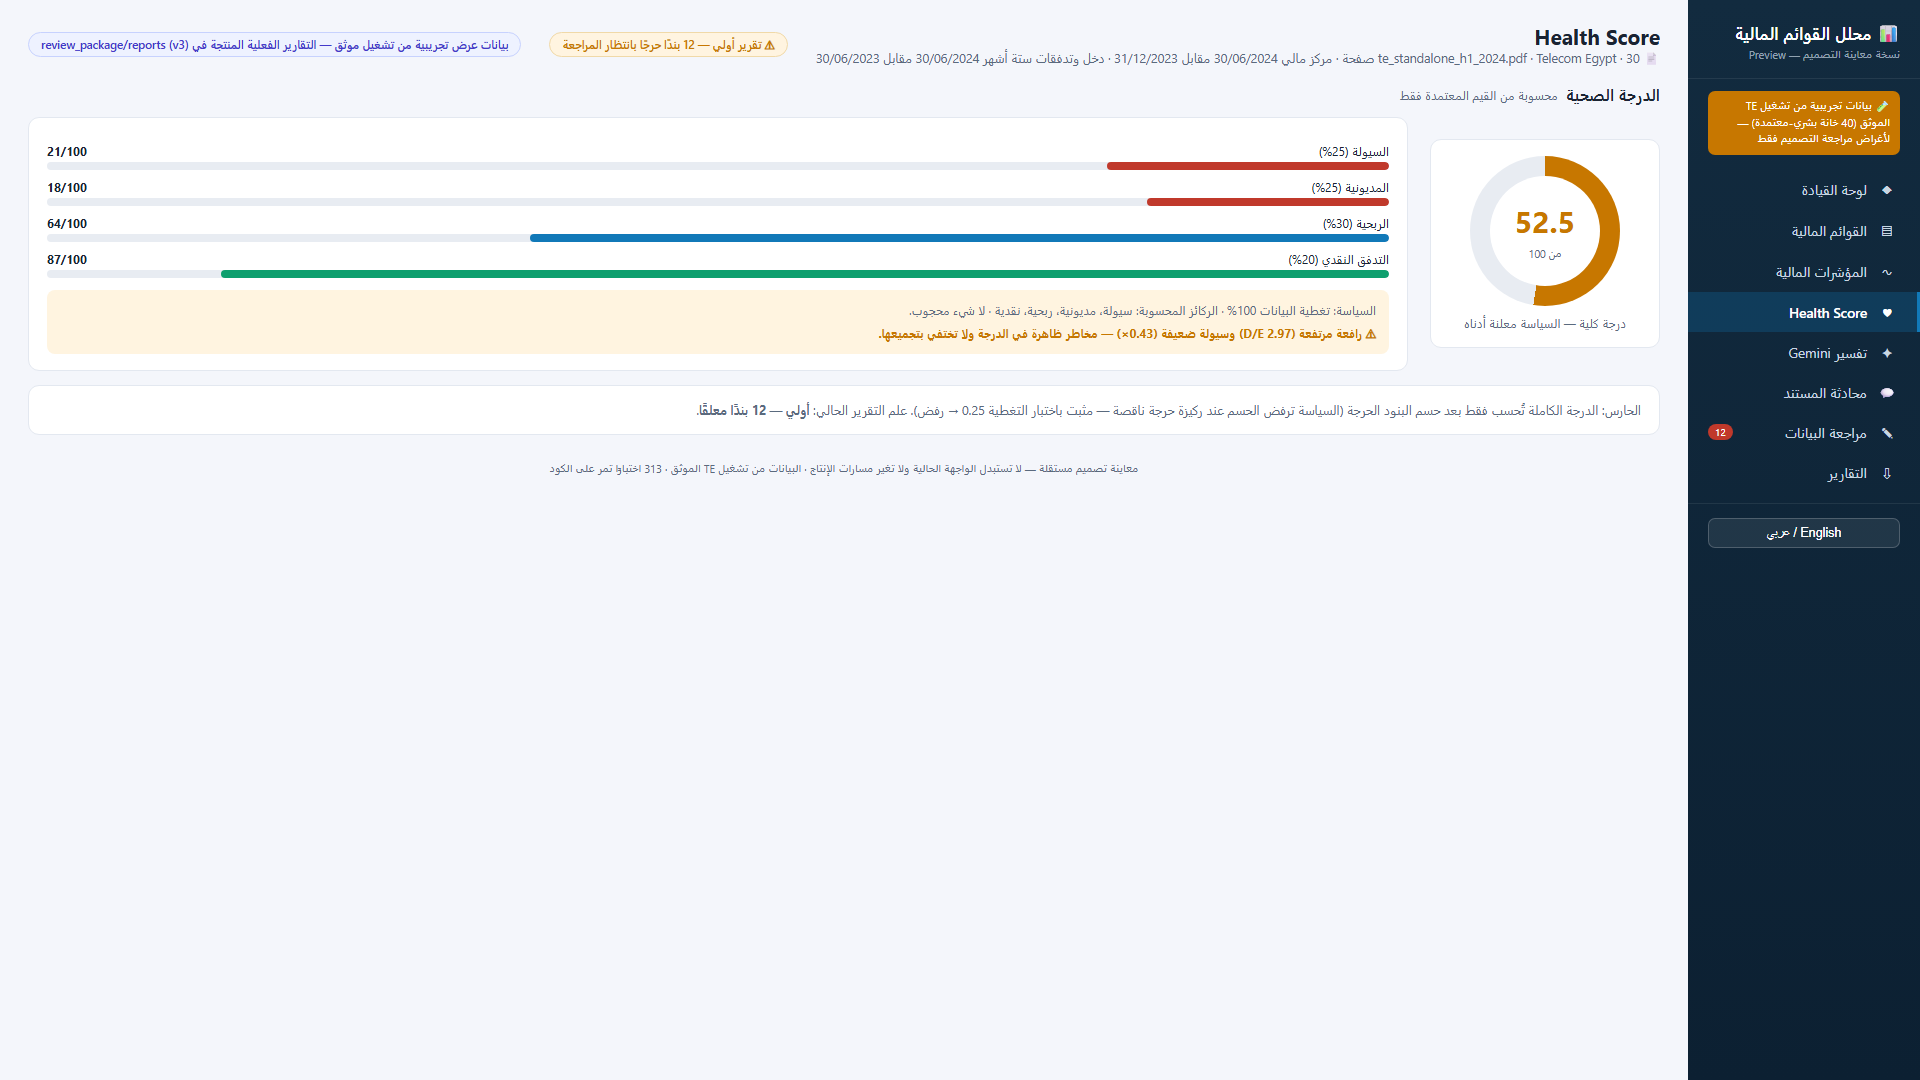 محلل القوائم المالية
نسخة معاينة التصميم — Preview
بيانات تجريبية من تشغيل TE
الموثق (40 خانة بشري-معتمدة) —
لأغراض مراجعة التصميم فقط
لوحة القيادة
القوائم المالية
المؤشرات المالية
Health Score
تفسير Gemini
محادثة المستند
مراجعة البيانات
12
التقارير
عربي / English
Health Score
te_standalone_h1_2024.pdf · Telecom Egypt · 30 صفحة · مركز مالي 30/06/2024 مقابل 31/12/2023 · دخل وتدفقات ستة أشهر 30/06/2024 مقابل 30/06/2023
⚠ تقرير أولي — 12 بندًا حرجًا بانتظار المراجعة
بيانات عرض تجريبية من تشغيل موثق — التقارير الفعلية المنتجة في review_package/reports (v3)
الدرجة الصحية محسوبة من القيم المعتمدة فقط
52.5
من 100
درجة كلية — السياسة معلنة أدناه
السيولة (25%)
21/100
المديونية (25%)
18/100
الربحية (30%)
64/100
التدفق النقدي (20%)
87/100
السياسة: تغطية البيانات 100% · الركائز المحسوبة: سيولة، مديونية، ربحية، نقدية · لا شيء محجوب.
⚠ رافعة مرتفعة (D/E 2.97) وسيولة ضعيفة (0.43×) — مخاطر ظاهرة في الدرجة ولا تختفي بتجميعها.
الحارس: الدرجة الكاملة تُحسب فقط بعد حسم البنود الحرجة (السياسة ترفض الحسم عند ركيزة حرجة ناقصة — مثبت باختبار التغطية 0.25 → رفض). علم التقرير الحالي: أولي — 12 بندًا معلقًا.
معاينة تصميم مستقلة — لا تستبدل الواجهة الحالية ولا تغير مسارات الإنتاج · البيانات من تشغيل TE الموثق · 313 اختبارًا تمر على الكود